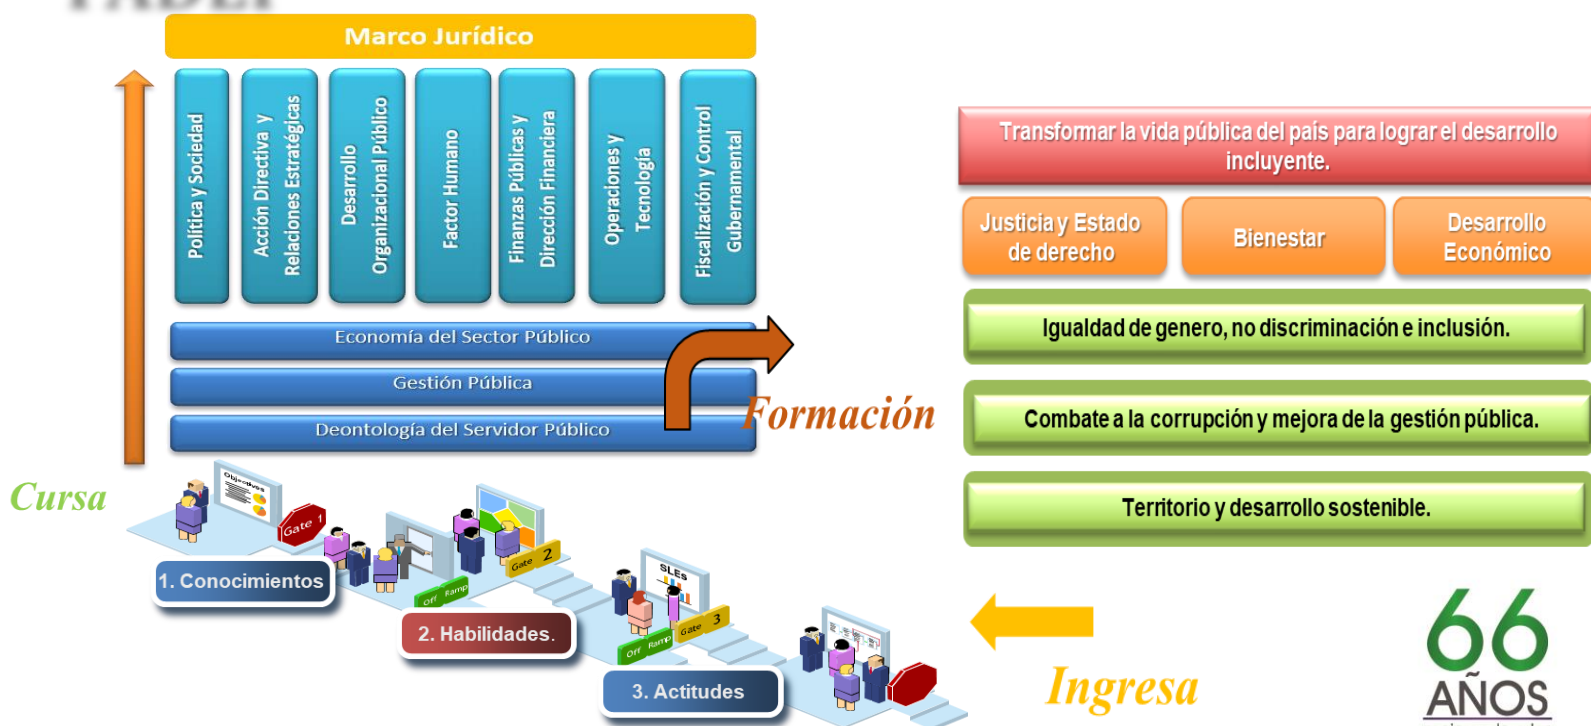 Marco Jurídico
Política y Sociedad
Acción Directiva y
Relaciones Estratégicas
Desarrollo
Organizacional Público
Factor Humano
Finanzas Públicas y
Dirección Financiera
Operaciones y
Tecnología
Fiscalización y Control
Gubernamental
Economía del Sector Público
Gestión Pública
Deontología del Servidor Público
Formación
Cursa
Objectives
Gate 1
1. Conocimientos
Off Ramp
Gate 2
2. Habilidades.
SLEs
Off Ramp
Gate 3
3. Actitudes
Ingresa
Transformar la vida pública del país para lograr el desarrollo
incluyente.
Justicia y Estado
de derecho
Bienestar
Desarrollo
Económico
Igualdad de genero, no discriminación e inclusión.
Combate a la corrupción y mejora de la gestión pública.
Territorio y desarrollo sostenible.
66
AÑOS